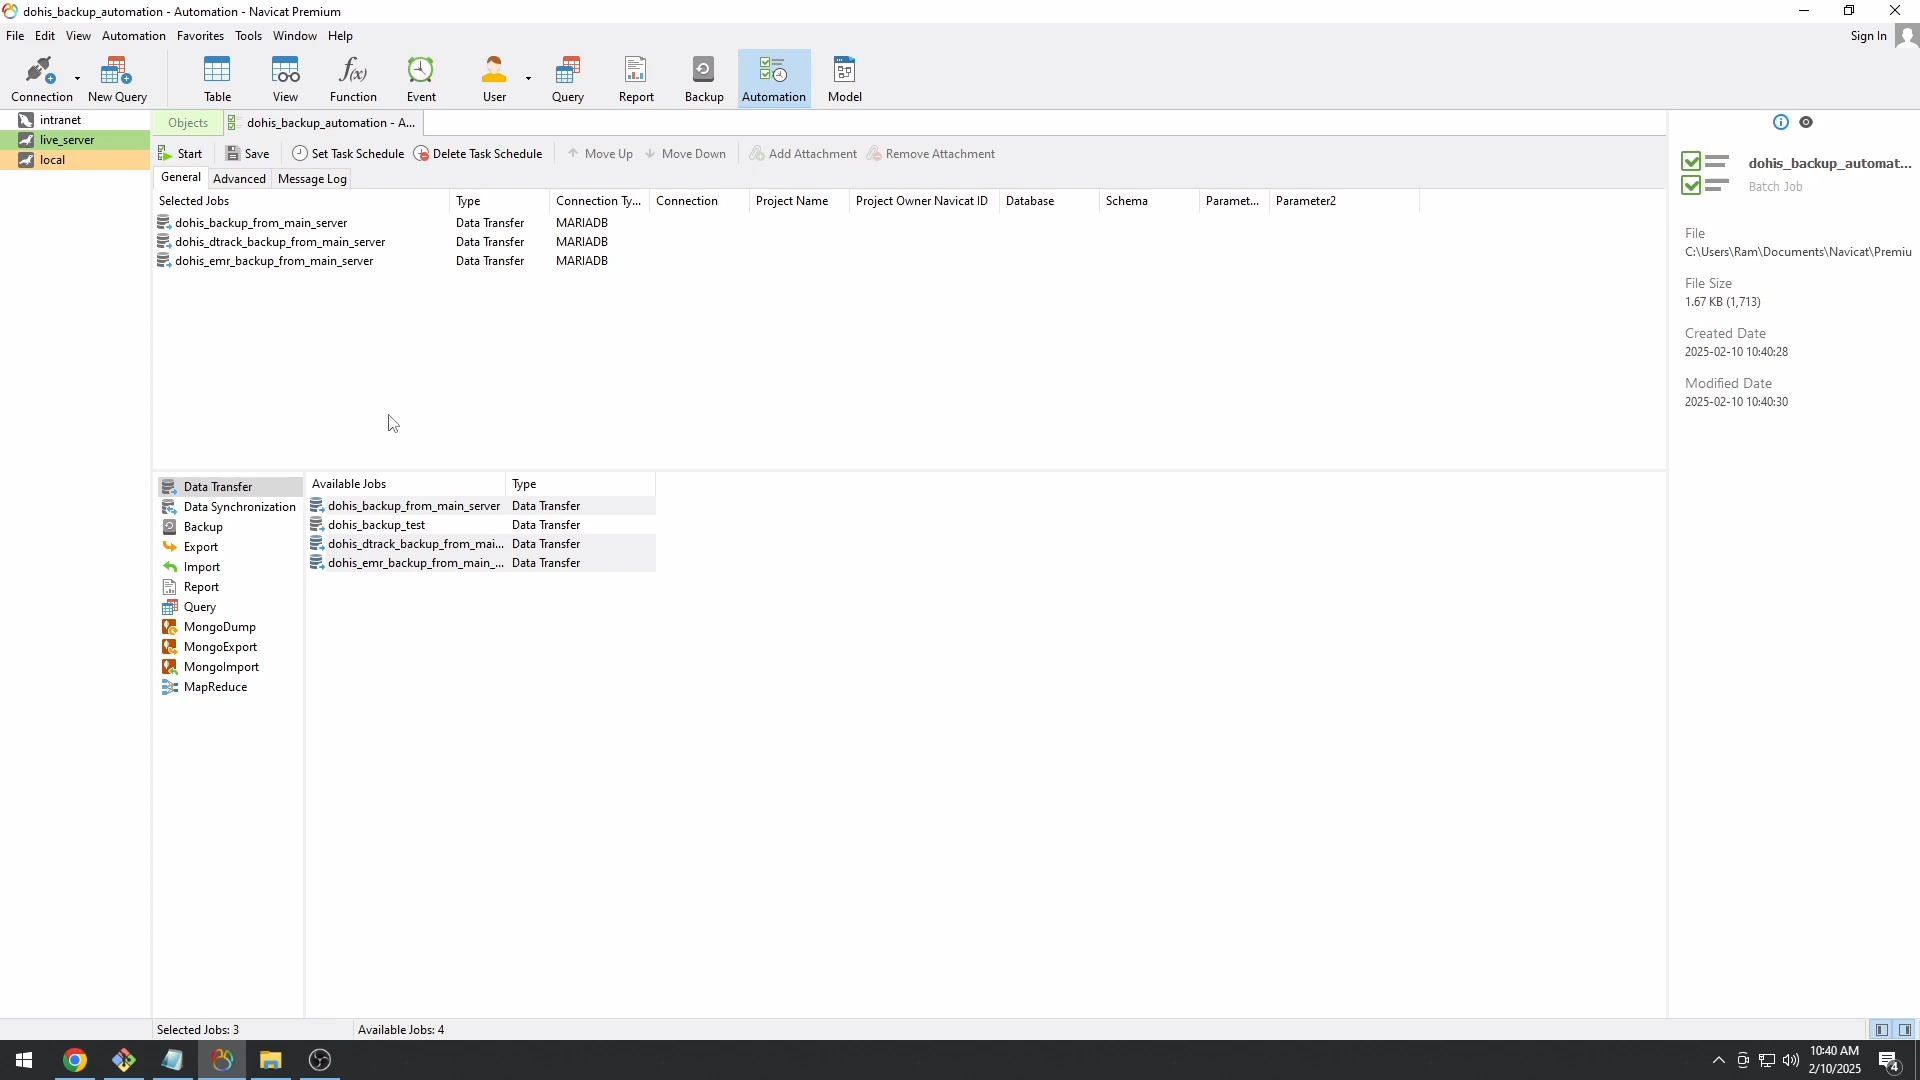 dohis_backup_automation - Automation - Navicat Premium
File Edit View Automation Favorites Tools Window Help
Sign In
Connection New Query Table View Function Event User Query Report Backup Automation Model
intranet
live_server
local
Objects dohis_backup_automation - A...
Start Save Set Task Schedule Delete Task Schedule Move Up Move Down Add Attachment Remove Attachment
General Advanced Message Log
Selected Jobs Type Connection Ty... Connection Project Name Project Owner Navicat ID Database Schema Paramet... Parameter2
dohis_backup_from_main_server Data Transfer MARIADB
dohis_dtrack_backup_from_main_server Data Transfer MARIADB
dohis_emr_backup_from_main_server Data Transfer MARIADB
Data Transfer
Data Synchronization
Backup
Export
Import
Report
Query
MongoDump
MongoExport
MongoImport
MapReduce
Available Jobs Type
dohis_backup_from_main_server Data Transfer
dohis_backup_test Data Transfer
dohis_dtrack_backup_from_mai... Data Transfer
dohis_emr_backup_from_main_... Data Transfer
dohis_backup_automat...
Batch Job
File
C:\Users\Ram\Documents\Navicat\Premiu
File Size
1.67 KB (1,713)
Created Date
2025-02-10 10:40:28
Modified Date
2025-02-10 10:40:30
Selected Jobs: 3 Available Jobs: 4
10:40 AM
2/10/2025
4